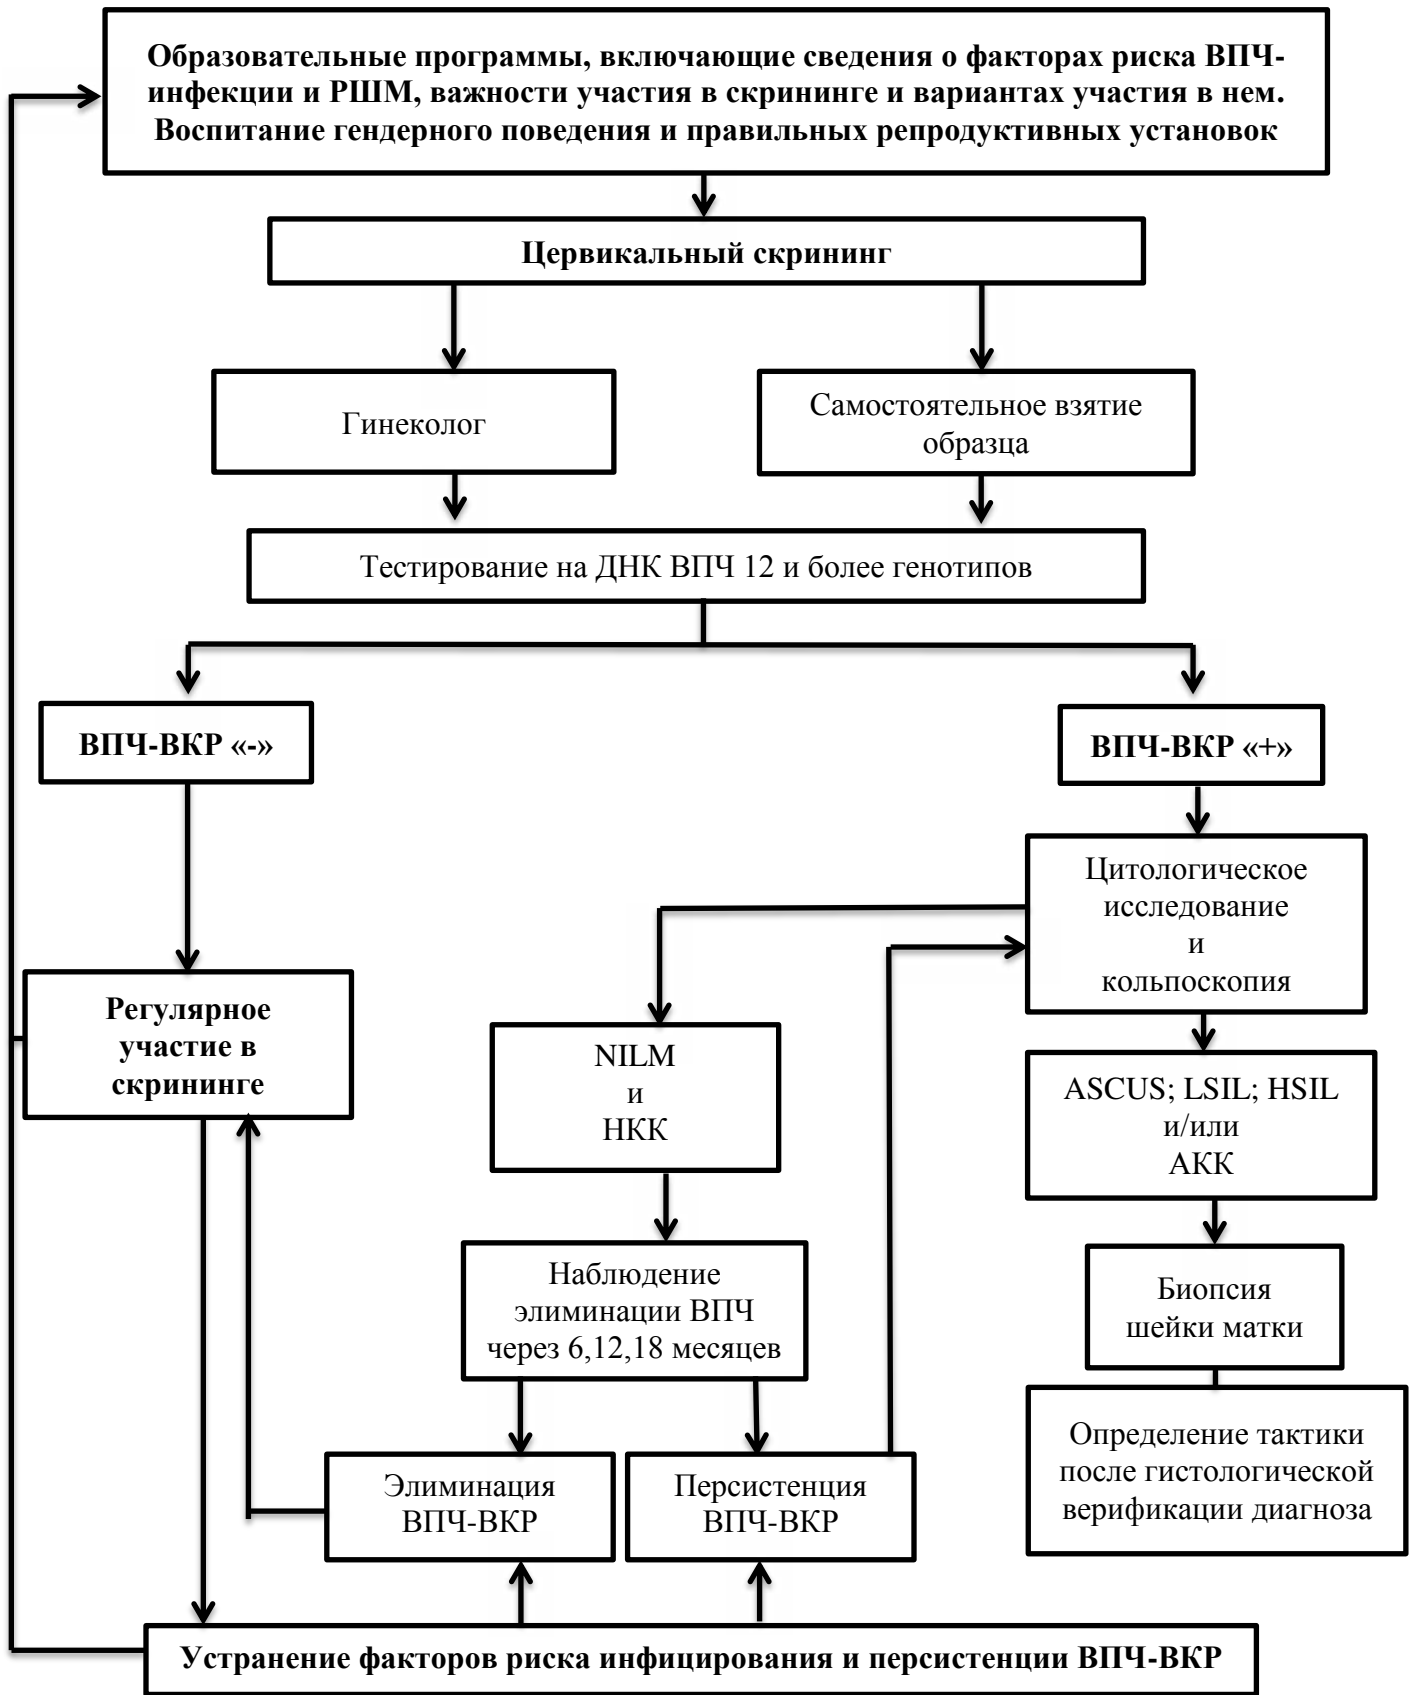 Образовательные программы, включающие сведения о факторах риска ВПЧ-
инфекции и РШМ, важности участия в скрининге и вариантах участия в нем.
Воспитание гендерного поведения и правильных репродуктивных установок
Цервикальный скрининг
Гинеколог
Самостоятельное взятие
образца
Тестирование на ДНК ВПЧ 12 и более генотипов
ВПЧ-ВКР «-»
ВПЧ-ВКР «+»
Цитологическое
исследование
и
кольпоскопия
Регулярное
участие в
скрининге
NILM
и
НКК
ASCUS; LSIL; HSIL
и/или
АКК
Наблюдение
элиминации ВПЧ
через 6,12,18 месяцев
Биопсия
шейки матки
Элиминация
ВПЧ-ВКР
Персистенция
ВПЧ-ВКР
Определение тактики
после гистологической
верификации диагноза
Устранение факторов риска инфицирования и персистенции ВПЧ-ВКР